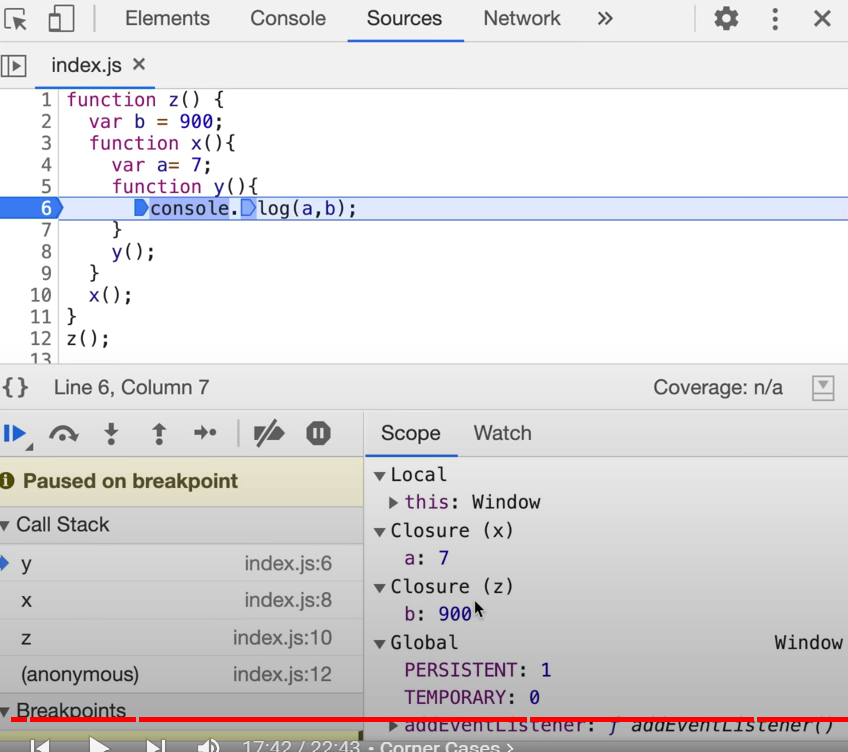 Elements Console Sources Network »
index.js ×
1 function z() {
2 var b = 900;
3 function x(){
4 var a= 7;
5 function y(){
6 console.log(a,b);
7 }
8 y();
9 }
10 x();
11 }
12 z();
13
{} Line 6, Column 7 Coverage: n/a
Scope Watch
Paused on breakpoint
Call Stack
y index.js:6
x index.js:8
z index.js:10
(anonymous) index.js:12
Breakpoints
Local
this: Window
Closure (x)
a: 7
Closure (z)
b: 900
Global Window
PERSISTENT: 1
TEMPORARY: 0
addEventListener: ƒ addEventListener()
17:42 / 22:43 • Corner Cases >